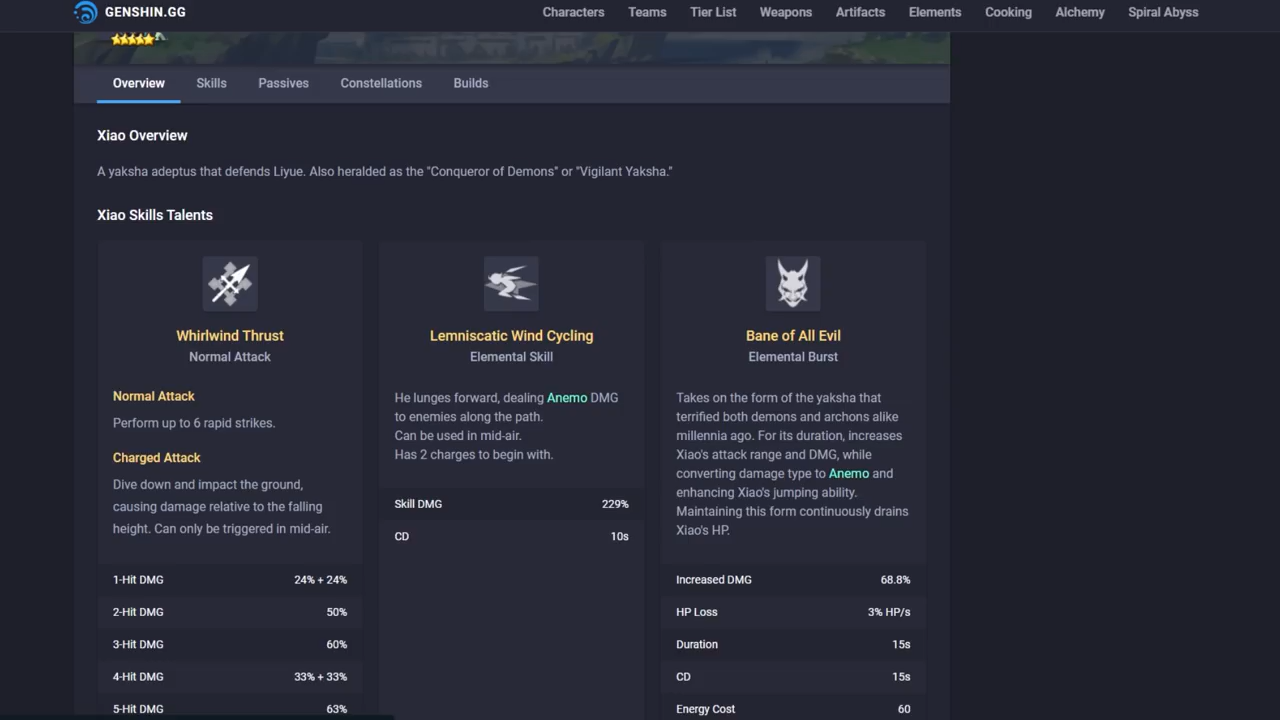 GENSHIN.GG
Characters Teams Tier List Weapons Artifacts Elements Cooking Alchemy Spiral Abyss
Overview Skills Passives Constellations Builds
Xiao Overview
A yaksha adeptus that defends Liyue. Also heralded as the "Conqueror of Demons" or "Vigilant Yaksha."
Xiao Skills Talents
Whirlwind Thrust
Normal Attack
Normal Attack
Perform up to 6 rapid strikes.
Charged Attack
Dive down and impact the ground,
causing damage relative to the falling
height. Can only be triggered in mid-air.
1-Hit DMG 24% + 24%
2-Hit DMG 50%
3-Hit DMG 60%
4-Hit DMG 33% + 33%
5-Hit DMG 63%
Lemniscatic Wind Cycling
Elemental Skill
He lunges forward, dealing Anemo DMG
to enemies along the path.
Can be used in mid-air.
Has 2 charges to begin with.
Skill DMG 229%
CD 10s
Bane of All Evil
Elemental Burst
Takes on the form of the yaksha that
terrified both demons and archons alike
millennia ago. For its duration, increases
Xiao's attack range and DMG, while
converting damage type to Anemo and
enhancing Xiao's jumping ability.
Maintaining this form continuously drains
Xiao's HP.
Increased DMG 68.8%
HP Loss 3% HP/s
Duration 15s
CD 15s
Energy Cost 60